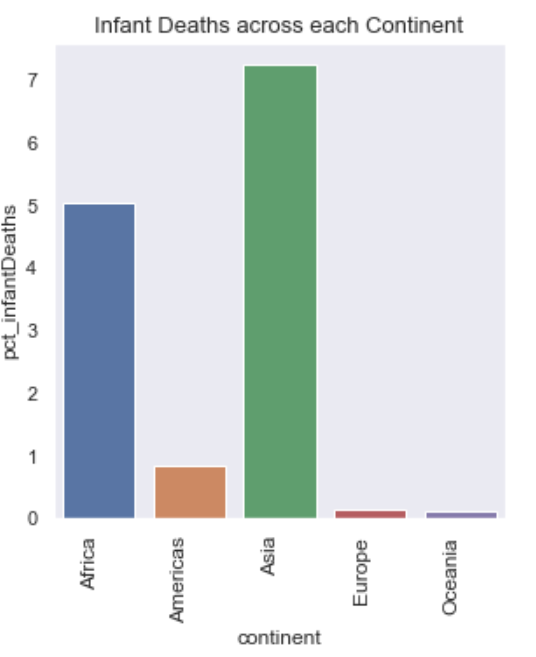 Infant Deaths across each Continent
pct_infantDeaths
7
6
5
4
3
2
1
0
Africa
Americas
Asia
Europe
Oceania
continent